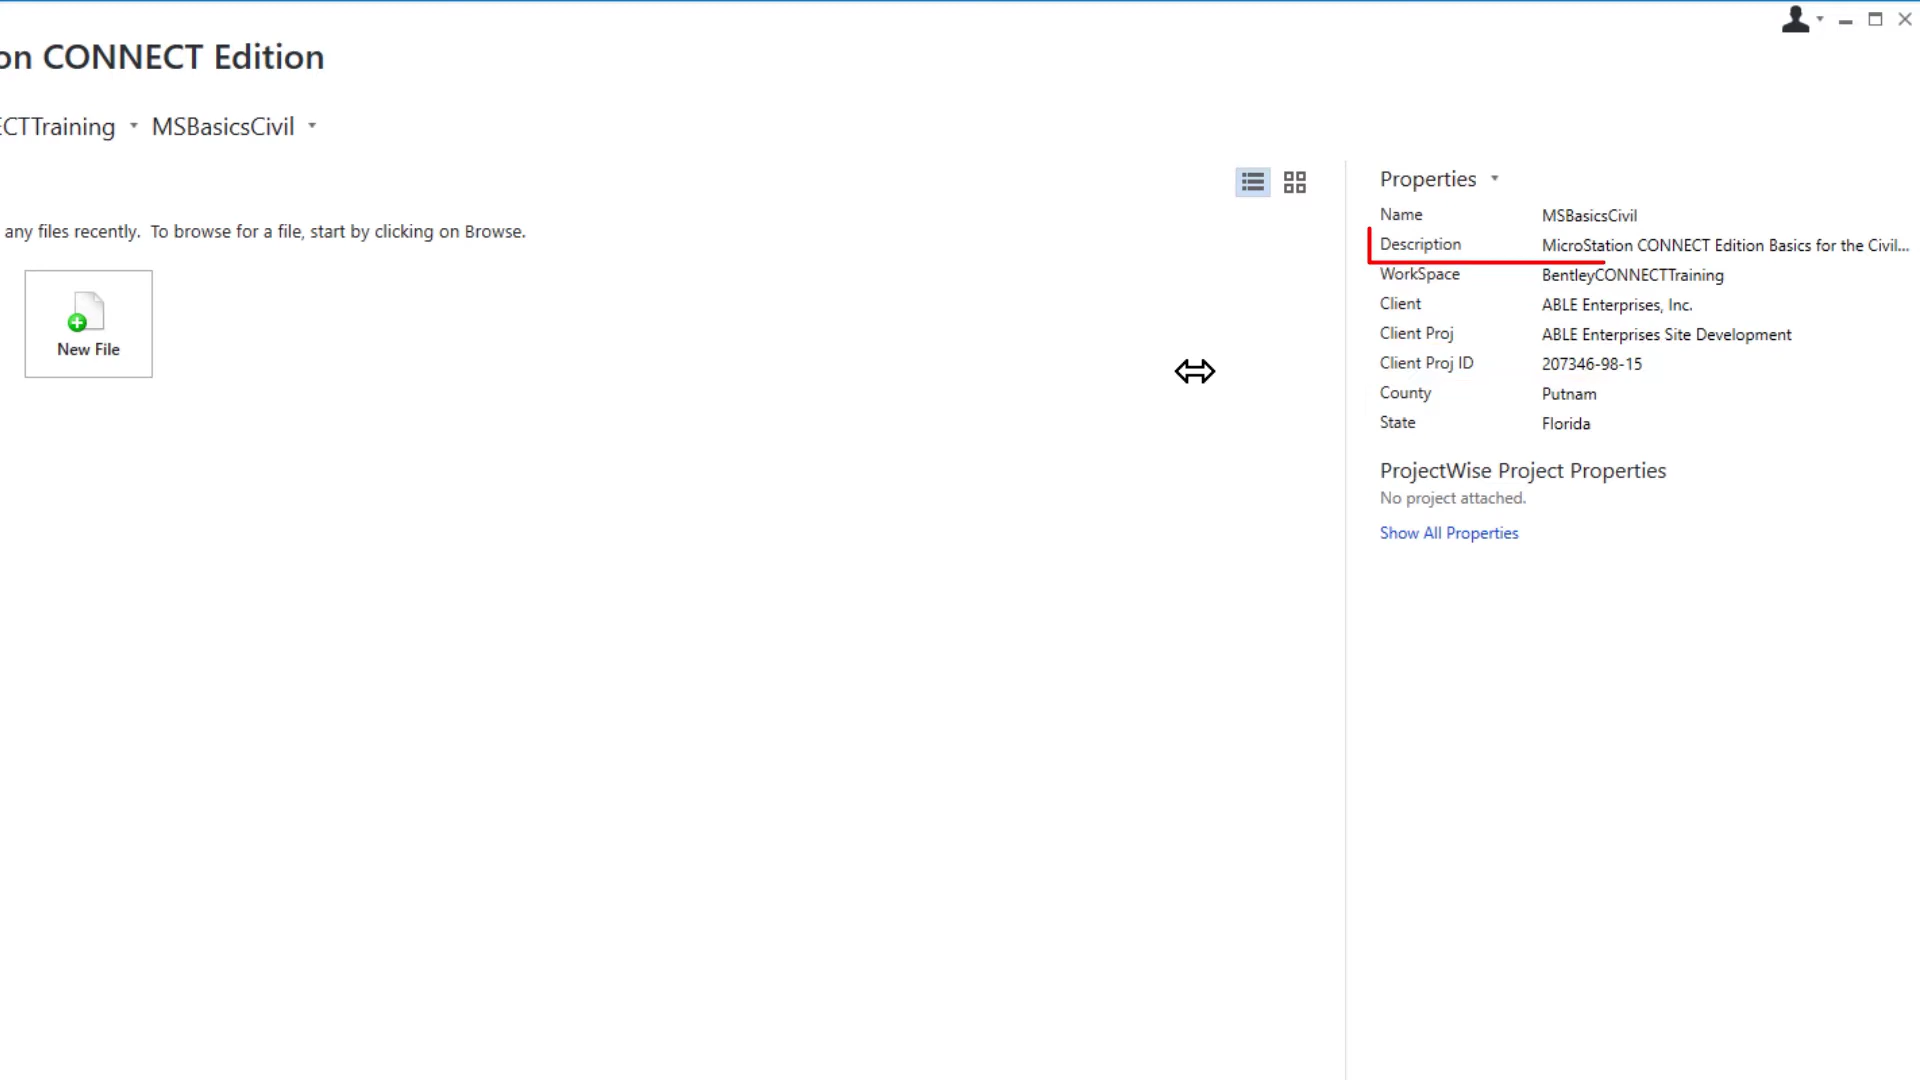 on CONNECT Edition
ECTTraining MSBasicsCivil
any files recently. To browse for a file, start by clicking on Browse.
New File
Properties
Name MSBasicsCivil
Description MicroStation CONNECT Edition Basics for the Civil...
WorkSpace BentleyCONNECTTraining
Client ABLE Enterprises, Inc.
Client Proj ABLE Enterprises Site Development
Client Proj ID 207346-98-15
County Putnam
State Florida
ProjectWise Project Properties
No project attached.
Show All Properties